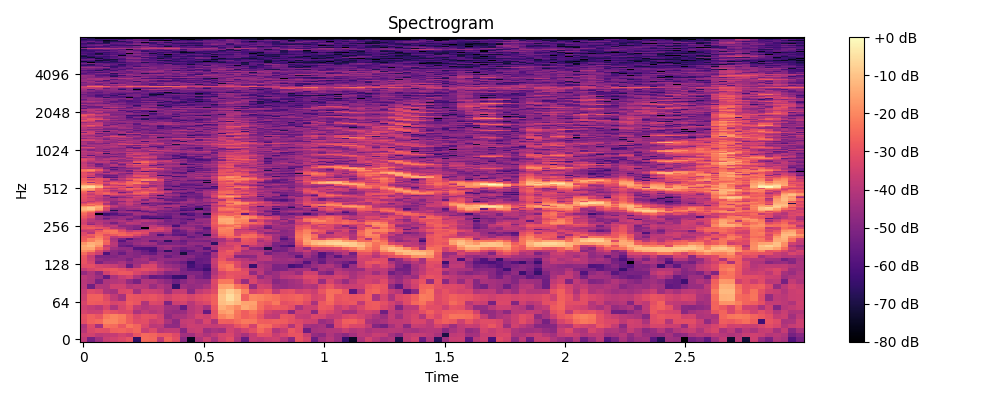 Spectrogram
Hz
4096
2048
1024
512
256
128
64
0
0
0.5
1
1.5
2
2.5
Time
+0 dB
-10 dB
-20 dB
-30 dB
-40 dB
-50 dB
-60 dB
-70 dB
-80 dB